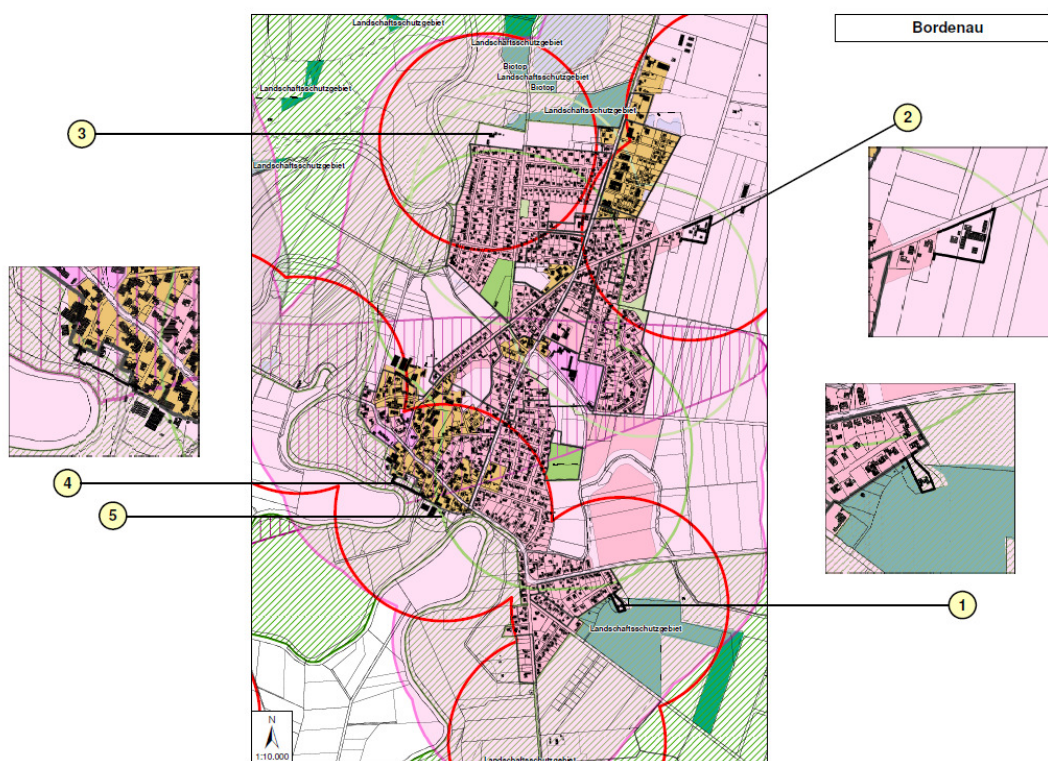 Bordenau
Landschaftsschutzgebiet
Landschaftsschutzgebiet
Biotop
Landschaftsschutzgebiet
Biotop
Landschaftsschutzgebiet
Landschaftsschutzgebiet
Landschaftsschutzgebiet
2
3
4
5
1
Landschaftsschutzgebiet
N
1:10.000
Landschaftsschutzgebiet